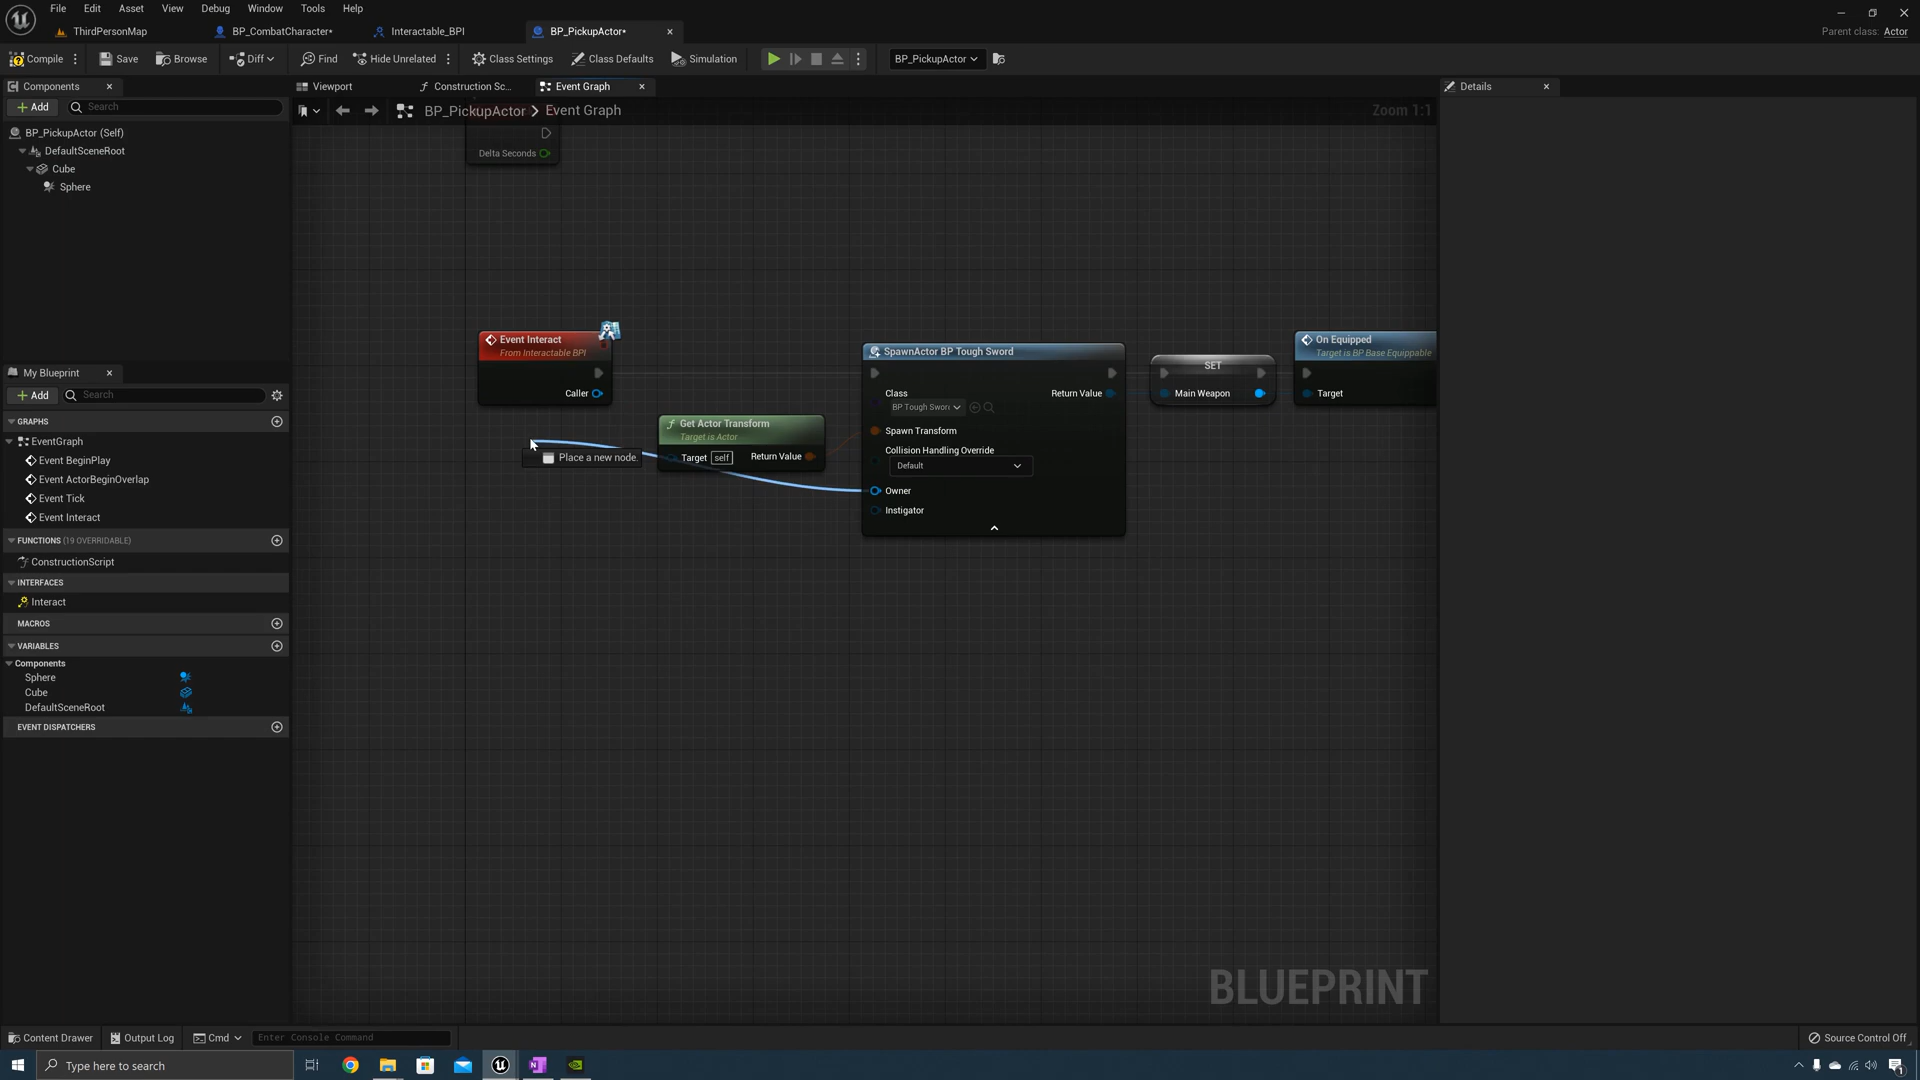 File Edit Asset View Debug Window Tools Help
ThirdPersonMap BP_CombatCharacter* Interactable_BPI BP_PickupActor*
Parent class: Actor
Compile Save Browse Diff Find Hide Unrelated Class Settings Class Defaults Simulation BP_PickupActor
Components Viewport Construction Sc... Event Graph Details
Add Search
BP_PickupActor > Event Graph Zoom 1:1
BP_PickupActor (Self)
DefaultSceneRoot
Cube
Sphere
Delta Seconds
Event Interact
From Interactable BPI
Caller
Get Actor Transform
Target is Actor
Target self Return Value
Place a new node.
SpawnActor BP Tough Sword
Class Return Value
BP Tough Swor
Spawn Transform
Collision Handling Override
Default
Owner
Instigator
SET
Main Weapon
On Equipped
Target is BP Base Equippable
Target
My Blueprint
Add Search
GRAPHS
EventGraph
Event BeginPlay
Event ActorBeginOverlap
Event Tick
Event Interact
FUNCTIONS (19 OVERRIDABLE)
ConstructionScript
INTERFACES
Interact
MACROS
VARIABLES
Components
Sphere
Cube
DefaultSceneRoot
EVENT DISPATCHERS
BLUEPRINT
Content Drawer Output Log Cmd Enter Console Command Source Control Off
Type here to search